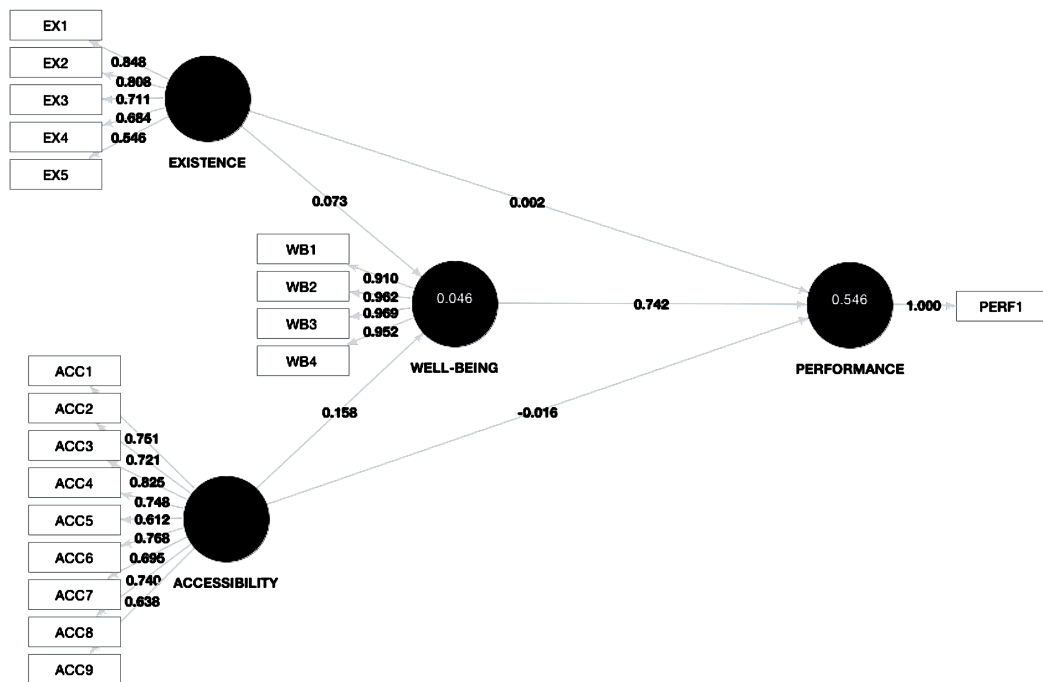 EX1
EX2
EX3
EX4
EX5
0.848
0.808
0.711
0.684
0.546
EXISTENCE
0.073
0.002
WB1
WB2
WB3
WB4
0.910
0.962
0.969
0.952
0.046
WELL-BEING
0.742
0.546
PERFORMANCE
1.000
PERF1
0.158
-0.016
ACC1
ACC2
ACC3
ACC4
ACC5
ACC6
ACC7
ACC8
ACC9
0.751
0.721
0.825
0.748
0.612
0.768
0.695
0.740
0.638
ACCESSIBILITY